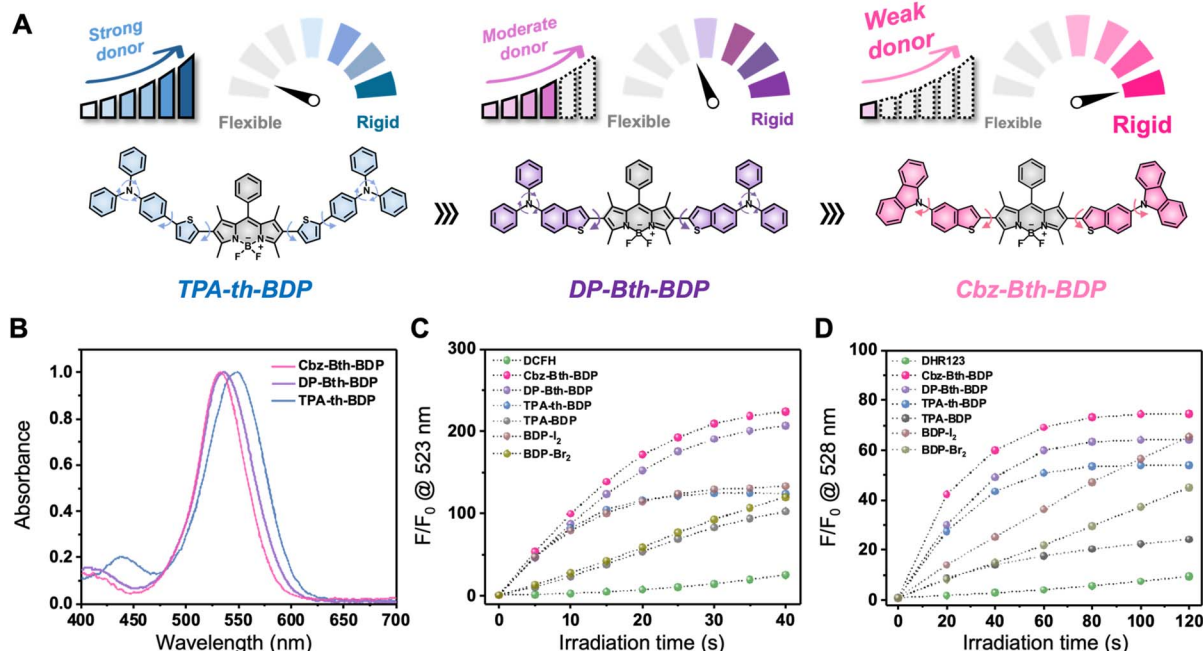 A
Strong
donor
Flexible
Rigid
Moderate
donor
Flexible
Rigid
Weak
donor
Flexible
Rigid
N
N
S
S
N
N
B
F
F
−
+
TPA-th-BDP
N
N
S
S
N
N
B
F
F
−
+
DP-Bth-BDP
N
N
S
S
N
N
B
F
F
−
+
Cbz-Bth-BDP
B
Cbz-Bth-BDP
DP-Bth-BDP
TPA-th-BDP
1.0
0.8
0.6
0.4
0.2
0.0
Absorbance
400
450
500
550
600
650
700
Wavelength (nm)
C
DCFH
Cbz-Bth-BDP
DP-Bth-BDP
TPA-th-BDP
TPA-BDP
BDP-I₂
BDP-Br₂
300
200
100
0
F/F₀ @ 523 nm
0
10
20
30
40
Irradiation time (s)
D
DHR123
Cbz-Bth-BDP
DP-Bth-BDP
TPA-th-BDP
TPA-BDP
BDP-I₂
BDP-Br₂
100
80
60
40
20
0
F/F₀ @ 528 nm
0
20
40
60
80
100
120
Irradiation time (s)